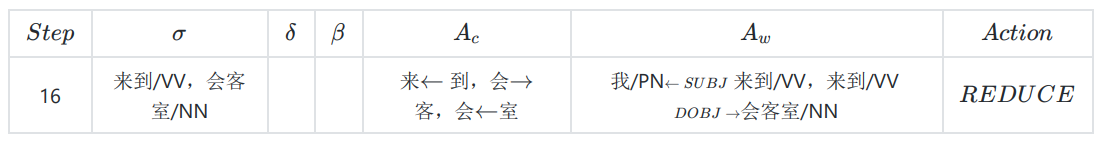 Step σ δ β A_c A_w Action
16 来到/VV，会客室/NN 来← 到，会→客，会←室 我/PN← SUBJ 来到/VV，来到/VV DOBJ →会客室/NN REDUCE